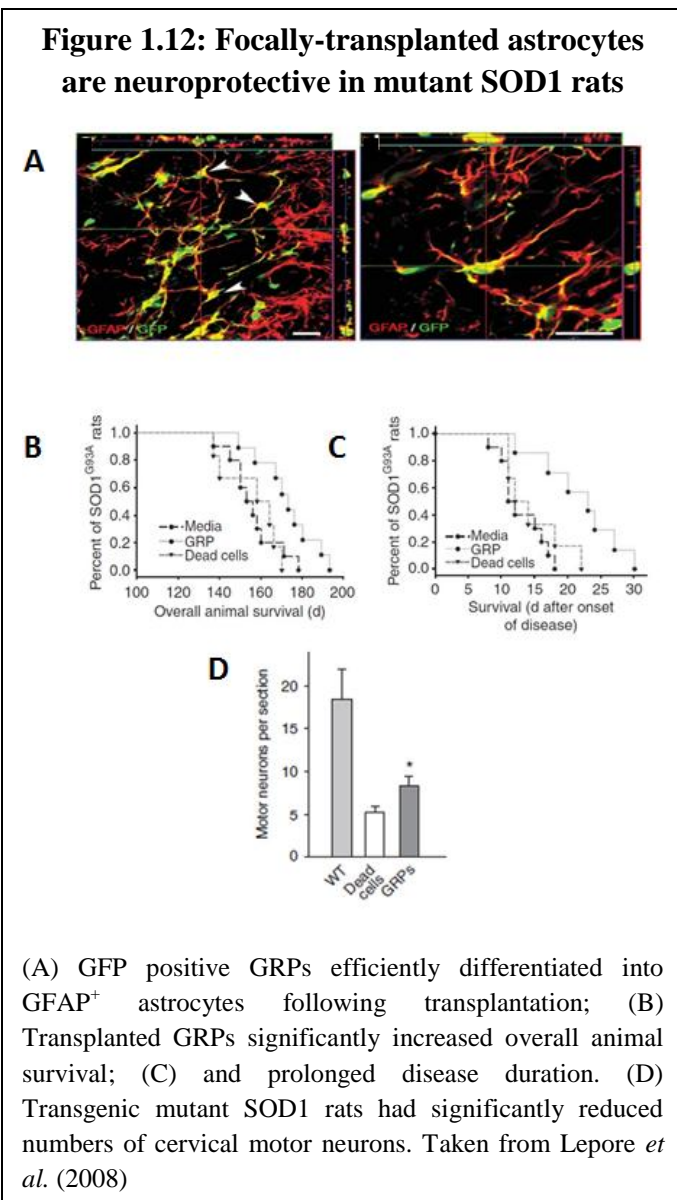 Figure 1.12: Focally-transplanted astrocytes
are neuroprotective in mutant SOD1 rats
A
GFAP / GFP
GFAP / GFP
B
Percent of SOD1G93A rats
1.0
0.8
0.6
0.4
0.2
0.0
Media
GRP
Dead cells
100 120 140 160 180 200
Overall animal survival (d)
C
Percent of SOD1G93A rats
1.0
0.8
0.6
0.4
0.2
0.0
Media
GRP
Dead cells
0 5 10 15 20 25 30
Survival (d after onset
of disease)
D
Motor neurons per section
20
15
10
5
0
*
WT
Dead
cells
GRPs
(A) GFP positive GRPs efficiently differentiated into
GFAP+ astrocytes following transplantation; (B)
Transplanted GRPs significantly increased overall animal
survival; (C) and prolonged disease duration. (D)
Transgenic mutant SOD1 rats had significantly reduced
numbers of cervical motor neurons. Taken from Lepore et
al. (2008)